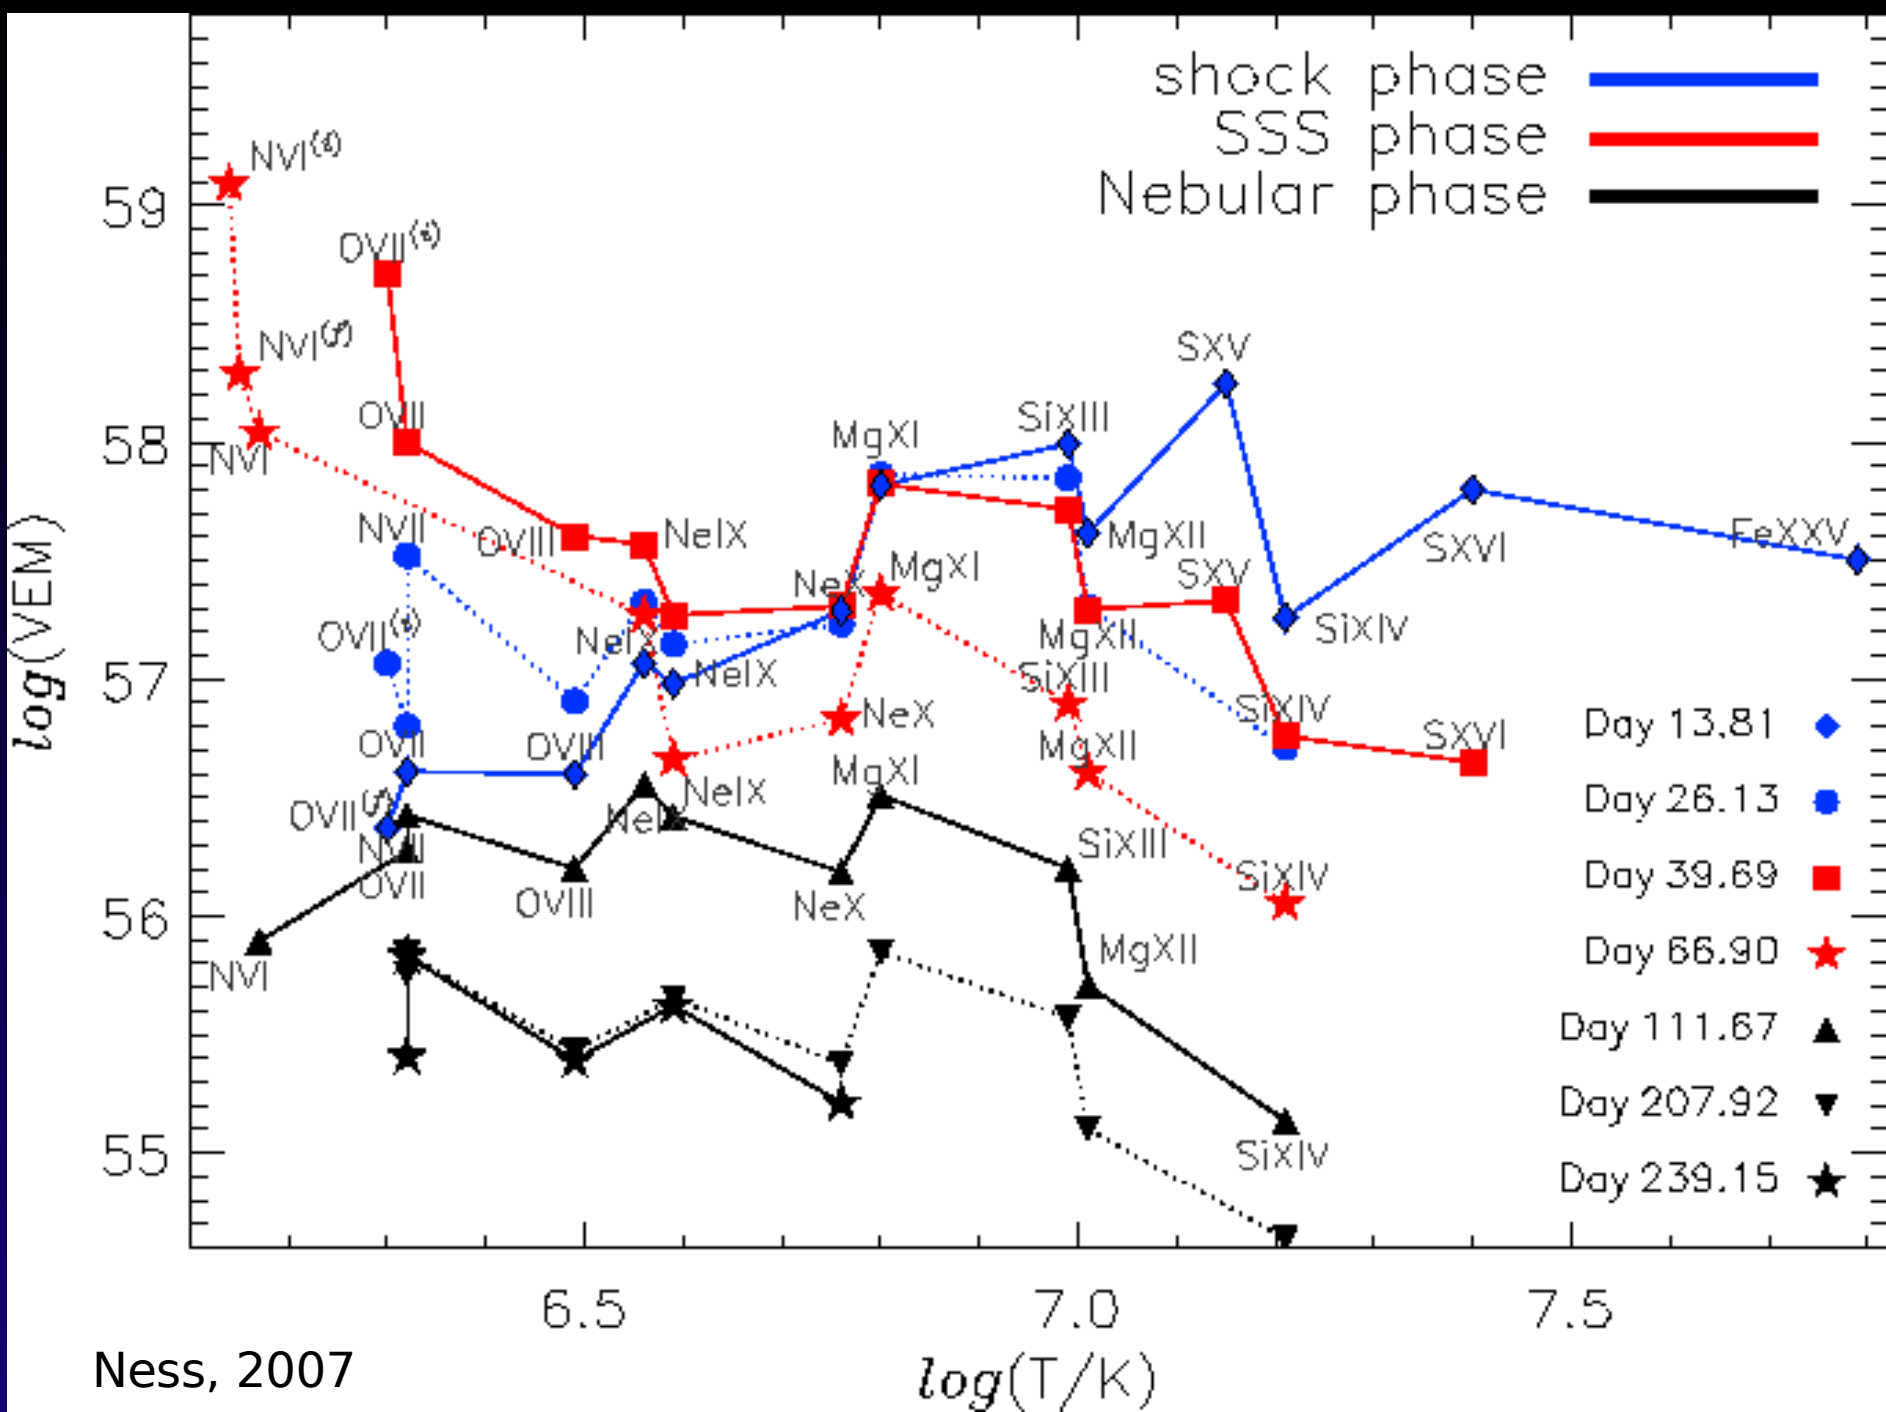 shock phase
SSS phase
Nebular phase
NVI(i)
59
OVII(i)
NVI(f)
SXV
OVII
SiXIII
MgXI
58
NVI
NVII
OVIII
NeIX
MgXII
SXVI
FeXXV
SXV
MgXI
NeX
OVII(i)
NeIX
MgXII
SiXIV
57
NeIX
SiXIII
log(VEM)
NeX
SiXIV
Day 13.81
OVII
OVIII
MgXII
SXVI
MgXI
NeIX
Day 26.13
OVII(f)
NeIX
NVII
SiXIII
OVII
SiXIV
Day 39.69
OVIII
NeX
56
MgXII
Day 66.90
NVI
Day 111.67
Day 207.92
55
SiXIV
Day 239.15
6.5
7.0
7.5
log(T/K)
Ness, 2007